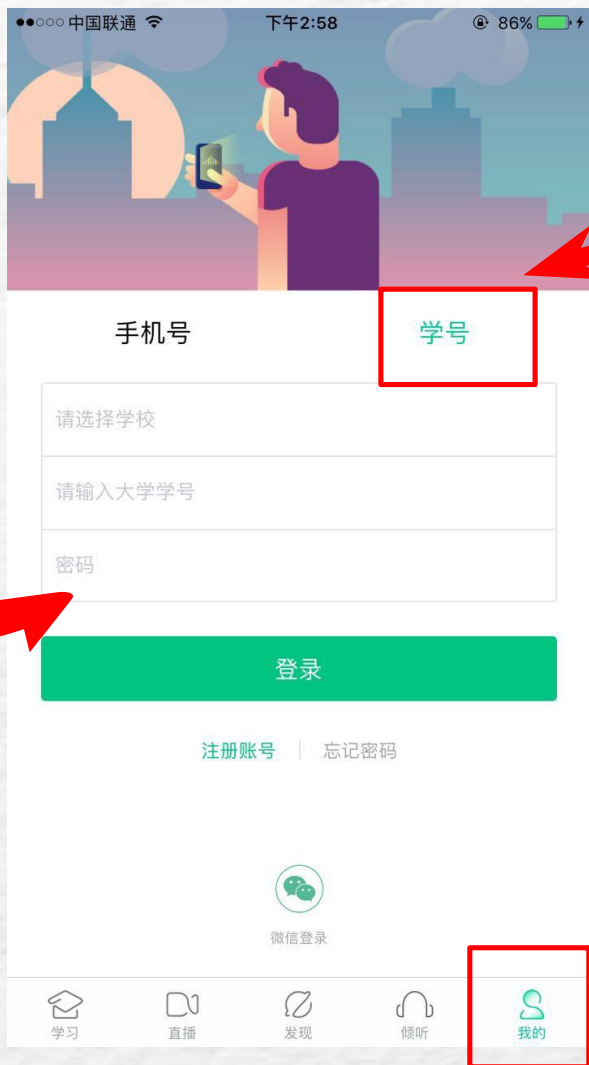 中国联通 下午2:58 86%
手机号 学号
请选择学校
请输入大学学号
密码
登录
注册账号 忘记密码
微信登录
学习 直播 发现 倾听 我的